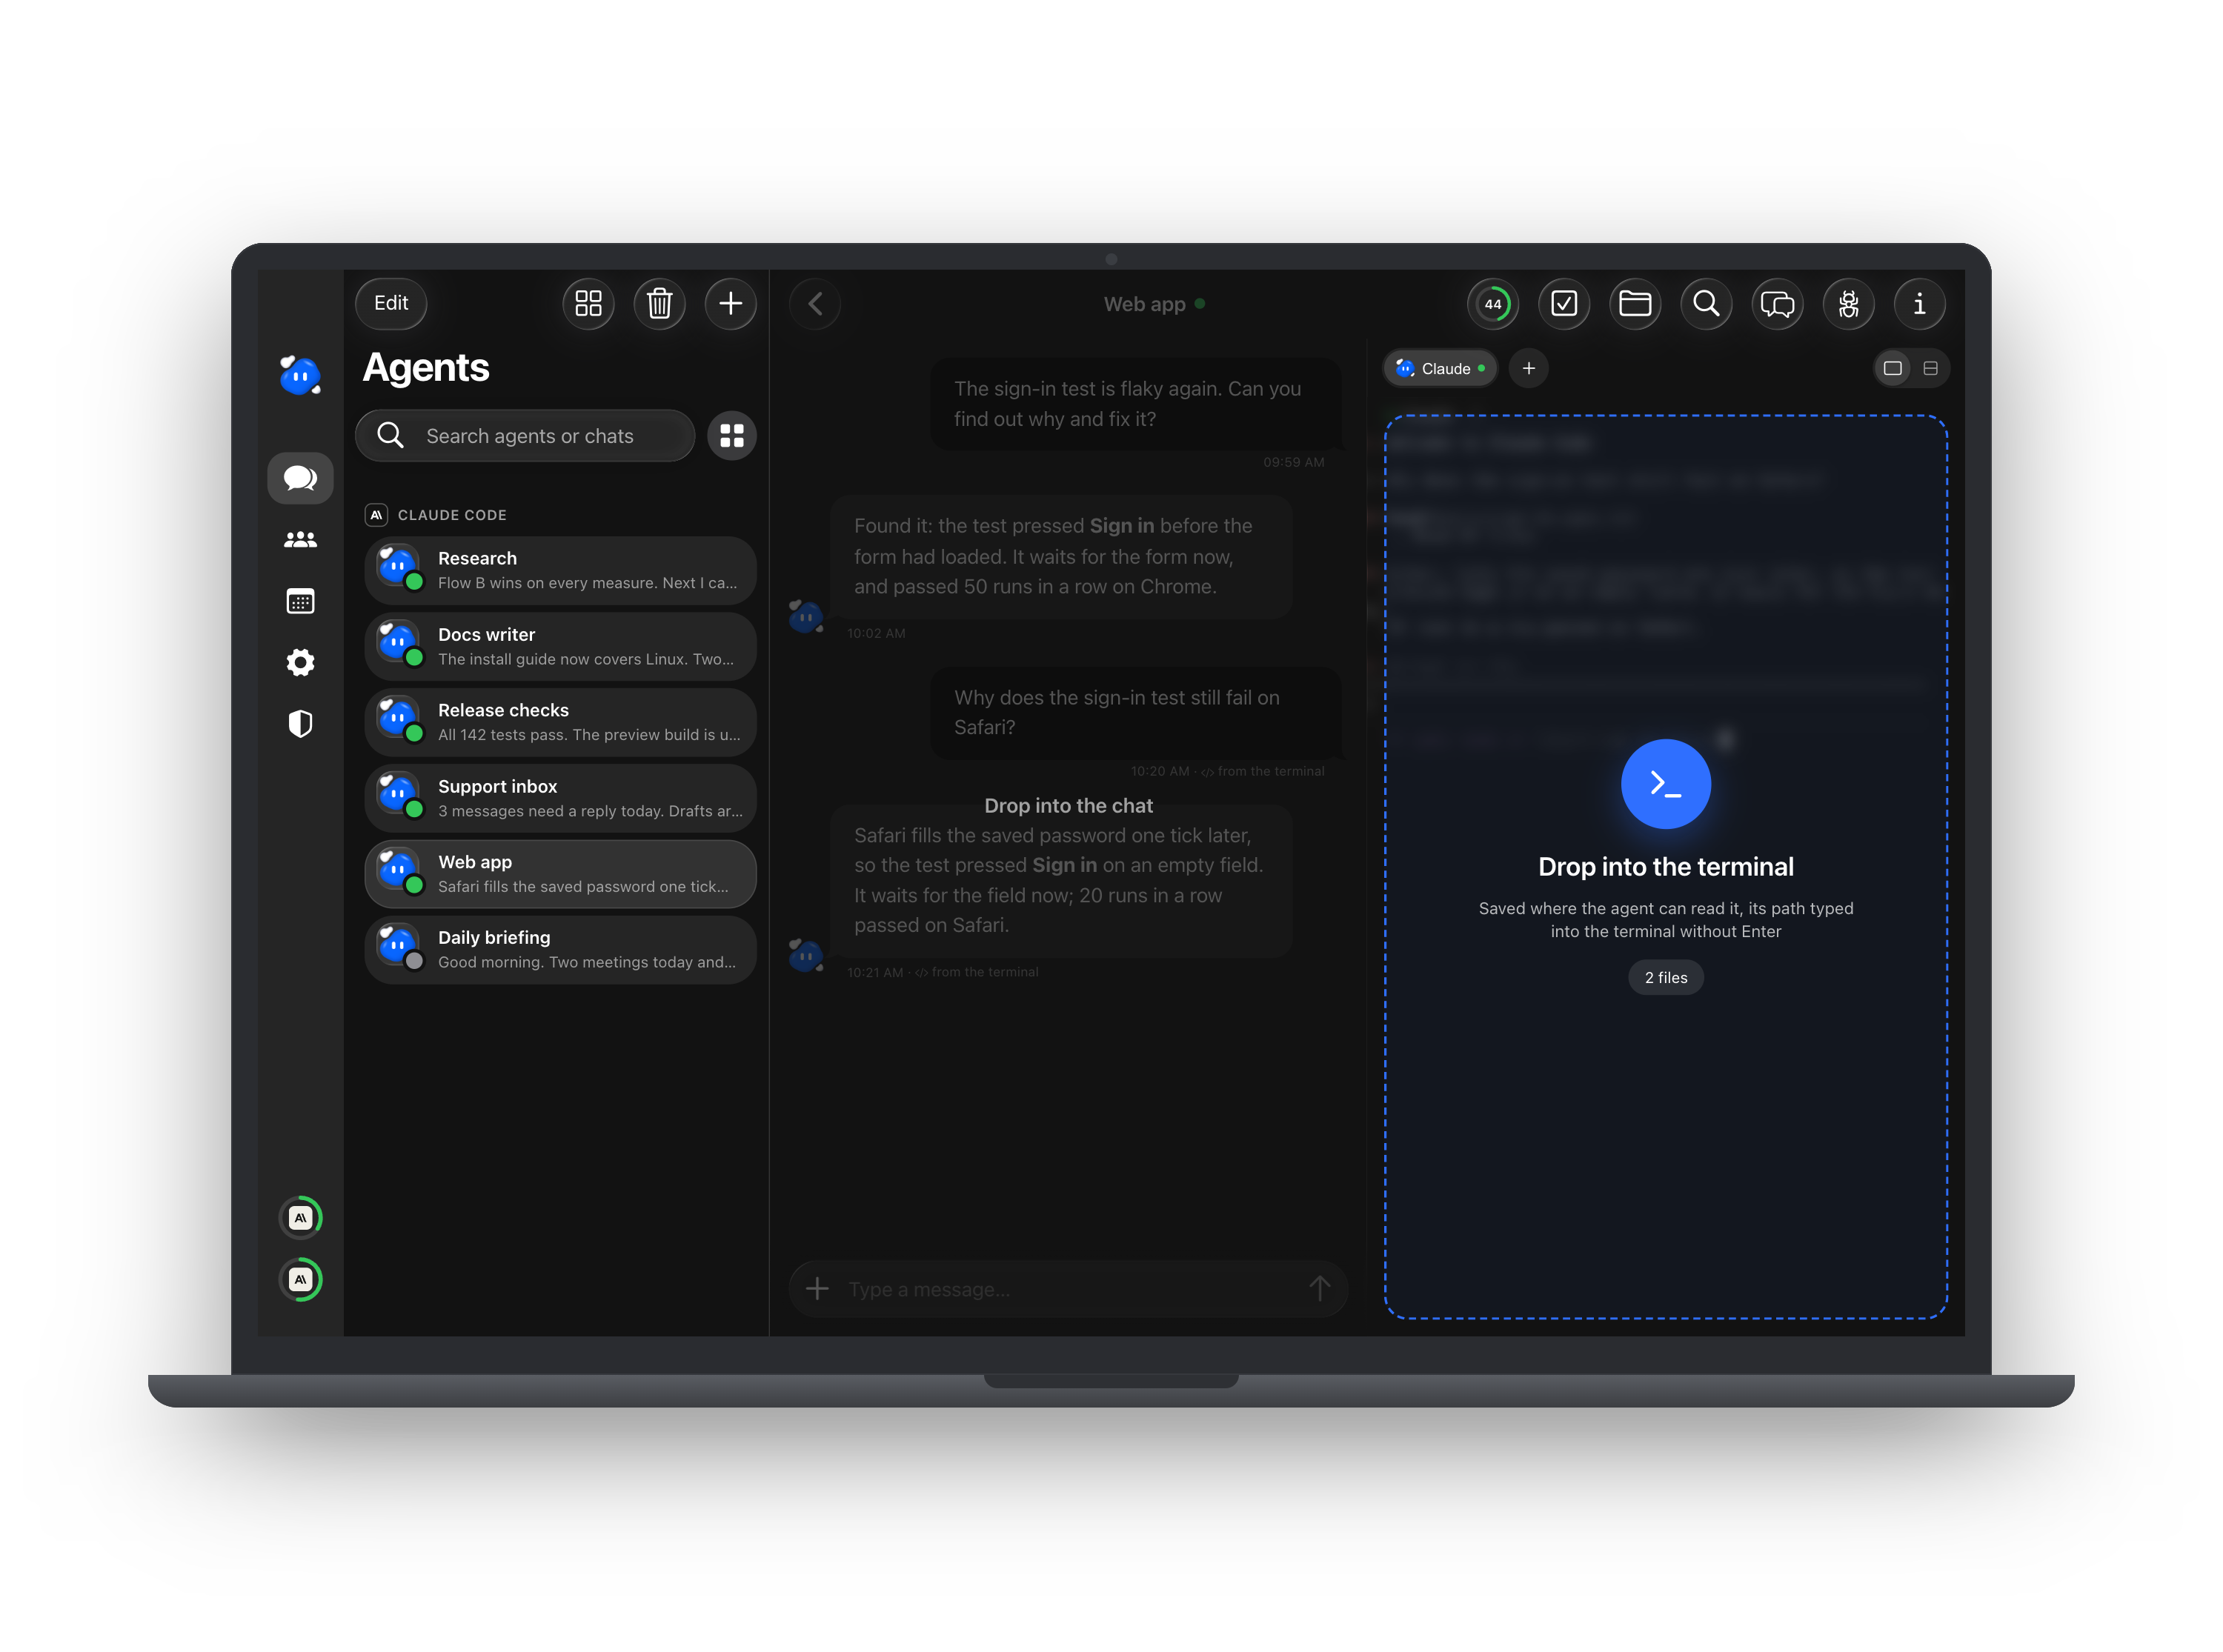 Edit
Agents
Search agents or chats
CLAUDE CODE
Research
Flow B wins on every measure. Next I ca...
Docs writer
The install guide now covers Linux. Two...
Release checks
All 142 tests pass. The preview build is u...
Support inbox
3 messages need a reply today. Drafts ar...
Web app
Safari fills the saved password one tick...
Daily briefing
Good morning. Two meetings today and...
Web app
44
The sign-in test is flaky again. Can you
find out why and fix it?
09:59 AM
Found it: the test pressed Sign in before the
form had loaded. It waits for the form now,
and passed 50 runs in a row on Chrome.
10:02 AM
Why does the sign-in test still fail on
Safari?
10:20 AM · </> from the terminal
Drop into the chat
Safari fills the saved password one tick later,
so the test pressed Sign in on an empty field.
It waits for the field now; 20 runs in a row
passed on Safari.
10:21 AM · </> from the terminal
Type a message...
Claude
Drop into the terminal
Saved where the agent can read it, its path typed
into the terminal without Enter
2 files